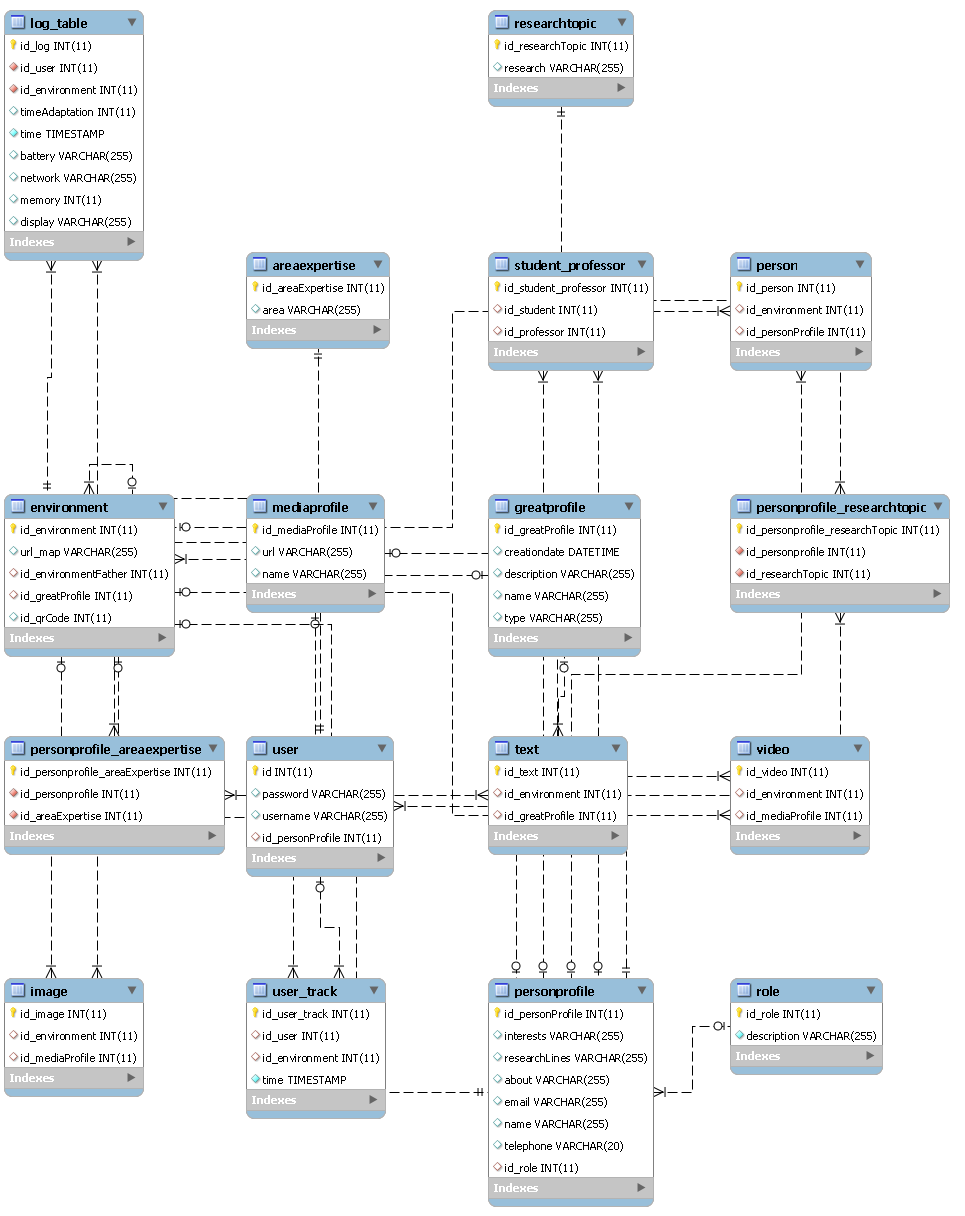 log_table
id_log INT(11)
id_user INT(11)
id_environment INT(11)
timeAdaptation INT(11)
time TIMESTAMP
battery VARCHAR(255)
network VARCHAR(255)
memory INT(11)
display VARCHAR(255)
Indexes
researchtopic
id_researchTopic INT(11)
research VARCHAR(255)
Indexes
areaexpertise
id_areaExpertise INT(11)
area VARCHAR(255)
Indexes
student_professor
id_student_professor INT(11)
id_student INT(11)
id_professor INT(11)
Indexes
person
id_person INT(11)
id_environment INT(11)
id_personProfile INT(11)
Indexes
environment
id_environment INT(11)
url_map VARCHAR(255)
id_environmentFather INT(11)
id_greatProfile INT(11)
id_qrCode INT(11)
Indexes
mediaprofile
id_mediaProfile INT(11)
url VARCHAR(255)
name VARCHAR(255)
Indexes
greatprofile
id_greatProfile INT(11)
creationdate DATETIME
description VARCHAR(255)
name VARCHAR(255)
type VARCHAR(255)
Indexes
personprofile_researchtopic
id_personprofile_researchTopic INT(11)
id_personprofile INT(11)
id_researchTopic INT(11)
Indexes
personprofile_areaexpertise
id_personprofile_areaExpertise INT(11)
id_personprofile INT(11)
id_areaExpertise INT(11)
Indexes
user
id INT(11)
password VARCHAR(255)
username VARCHAR(255)
id_personProfile INT(11)
Indexes
text
id_text INT(11)
id_environment INT(11)
id_greatProfile INT(11)
Indexes
video
id_video INT(11)
id_environment INT(11)
id_mediaProfile INT(11)
Indexes
image
id_image INT(11)
id_environment INT(11)
id_mediaProfile INT(11)
Indexes
user_track
id_user_track INT(11)
id_user INT(11)
id_environment INT(11)
time TIMESTAMP
Indexes
personprofile
id_personProfile INT(11)
interests VARCHAR(255)
researchLines VARCHAR(255)
about VARCHAR(255)
email VARCHAR(255)
name VARCHAR(255)
telephone VARCHAR(20)
id_role INT(11)
Indexes
role
id_role INT(11)
description VARCHAR(255)
Indexes